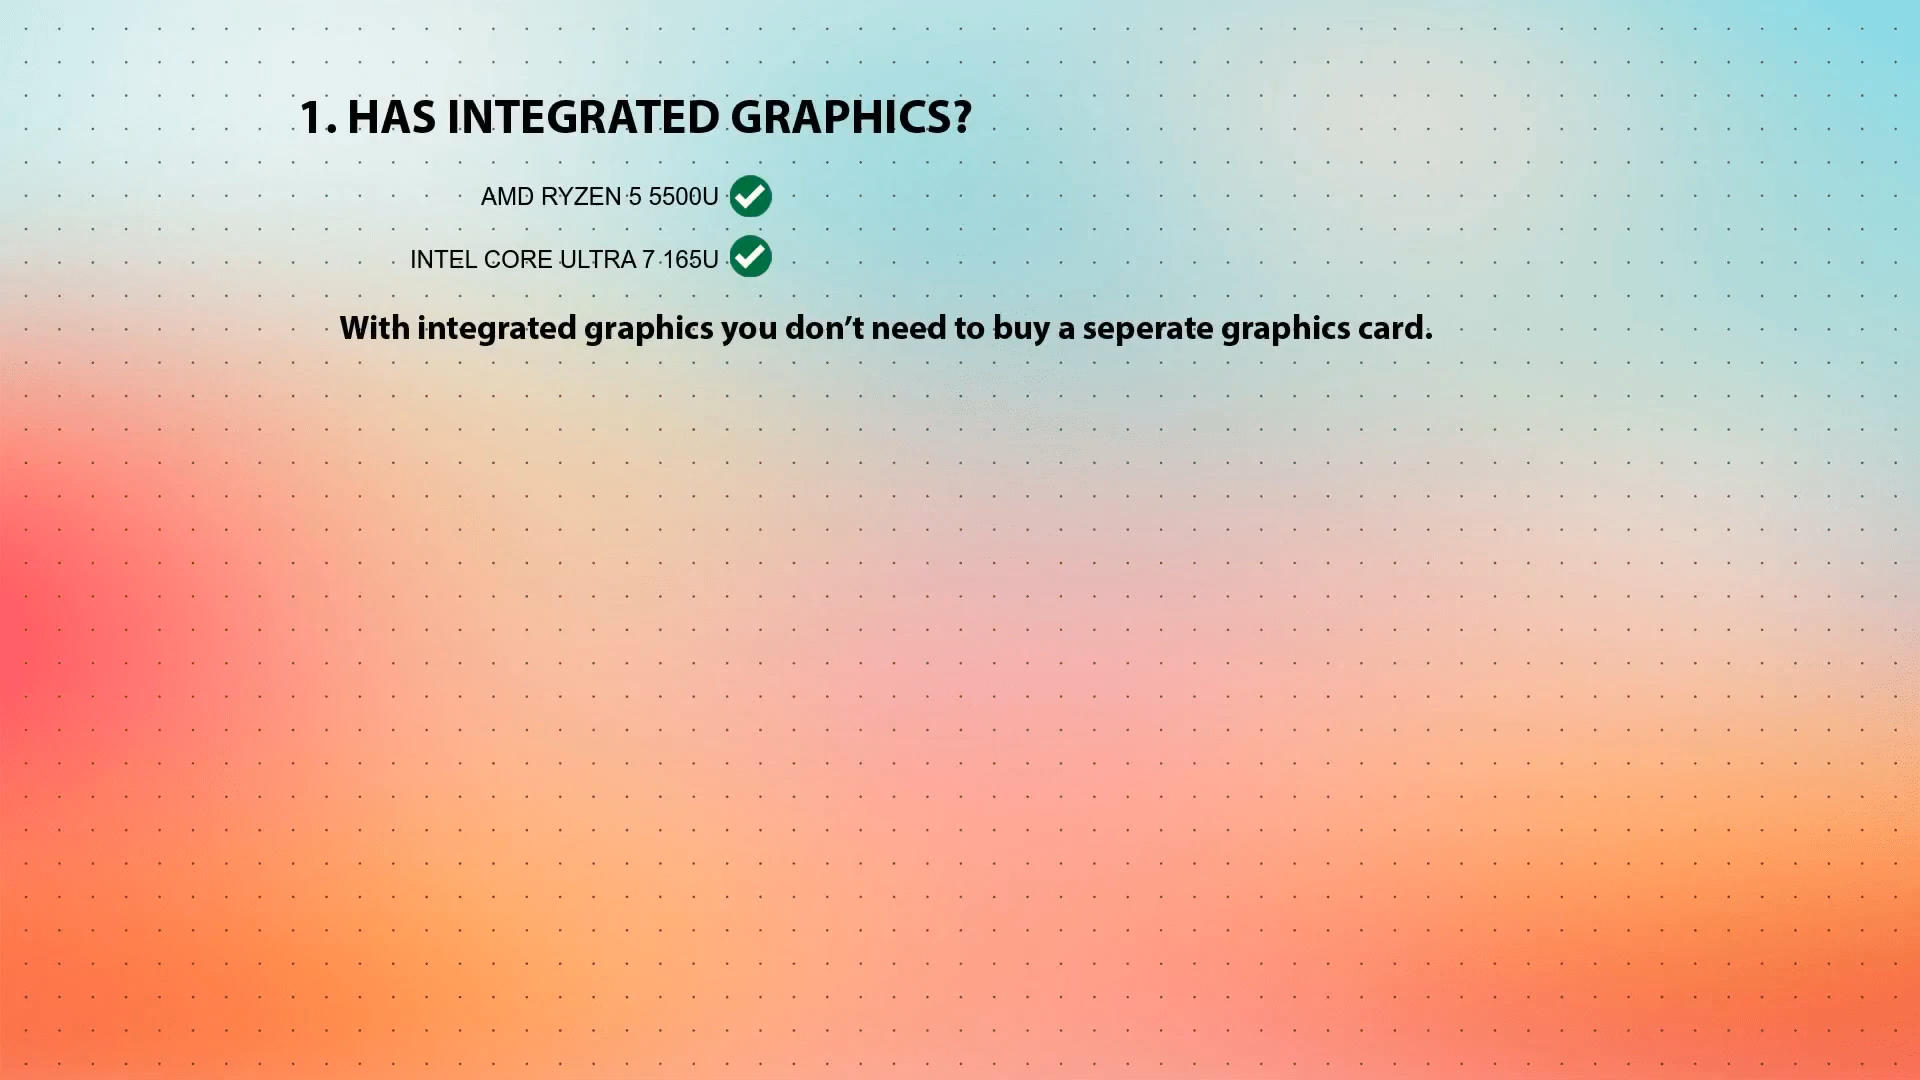 1. HAS INTEGRATED GRAPHICS?
AMD RYZEN 5 5500U
INTEL CORE ULTRA 7 165U
With integrated graphics you don’t need to buy a seperate graphics card.